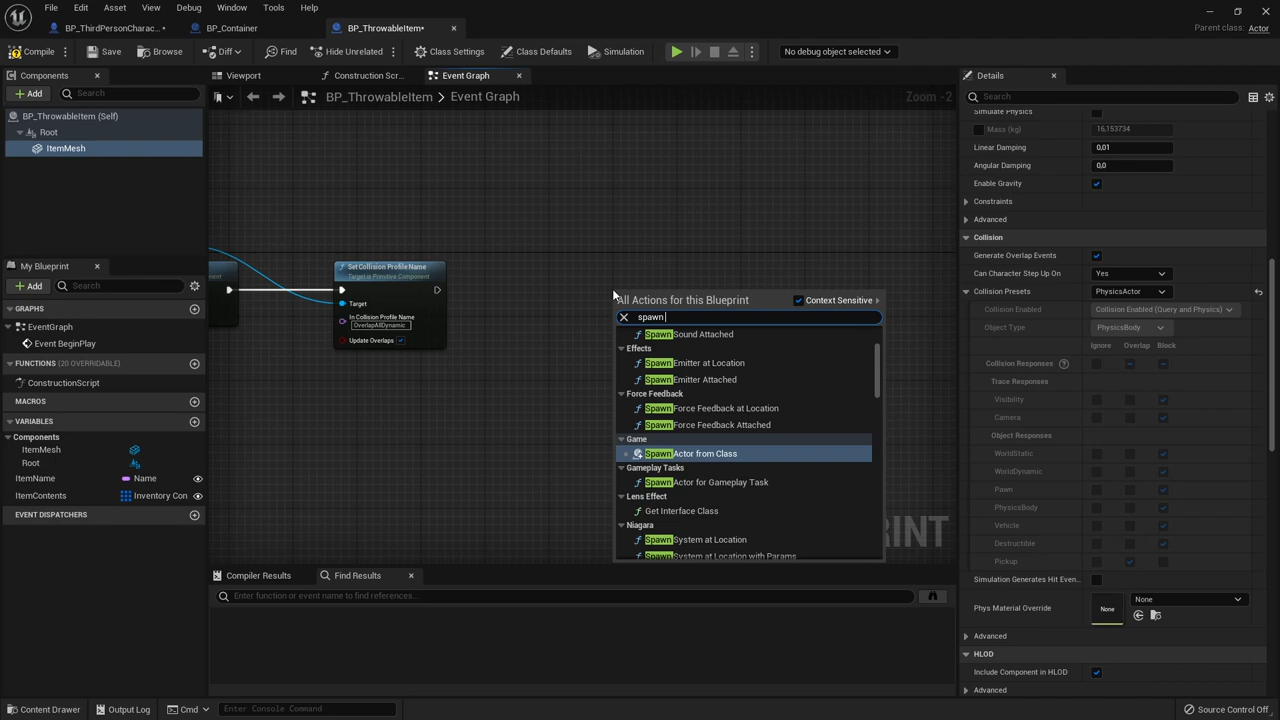 File Edit Asset View Debug Window Tools Help
BP_ThirdPersonCharac... • BP_Container BP_ThrowableItem•
Parent class: Actor
Compile Save Browse Diff Find Hide Unrelated Class Settings Class Defaults Simulation No debug object selected
Components
Add Search
BP_ThrowableItem (Self)
Root
ItemMesh
My Blueprint
Add Search
GRAPHS
EventGraph
Event BeginPlay
FUNCTIONS (20 OVERRIDABLE)
ConstructionScript
MACROS
VARIABLES
Components
ItemMesh
Root
ItemName Name
ItemContents Inventory Con
EVENT DISPATCHERS
Viewport Construction Scr... Event Graph
BP_ThrowableItem > Event Graph Zoom -2
Set Collision Profile Name
Target is Primitive Component
Target
In Collision Profile Name
OverlapAllDynamic
Update Overlaps
All Actions for this Blueprint Context Sensitive
spawn
Spawn Sound Attached
Effects
Spawn Emitter at Location
Spawn Emitter Attached
Force Feedback
Spawn Force Feedback at Location
Spawn Force Feedback Attached
Game
Spawn Actor from Class
Gameplay Tasks
Spawn Actor for Gameplay Task
Lens Effect
Get Interface Class
Niagara
Spawn System at Location
Spawn System at Location with Params
Compiler Results Find Results
Enter function or event name to find references...
Details
Search
Simulate Physics
Mass (kg) 16,153734
Linear Damping 0,01
Angular Damping 0,0
Enable Gravity
Constraints
Advanced
Collision
Generate Overlap Events
Can Character Step Up On Yes
Collision Presets PhysicsActor
Collision Enabled Collision Enabled (Query and Physics)
Object Type PhysicsBody
Ignore Overlap Block
Collision Responses
Trace Responses
Visibility
Camera
Object Responses
WorldStatic
WorldDynamic
Pawn
PhysicsBody
Vehicle
Destructible
Pickup
Simulation Generates Hit Even...
Phys Material Override None None
Advanced
HLOD
Include Component in HLOD
Advanced
Content Drawer Output Log Cmd Enter Console Command Source Control Off